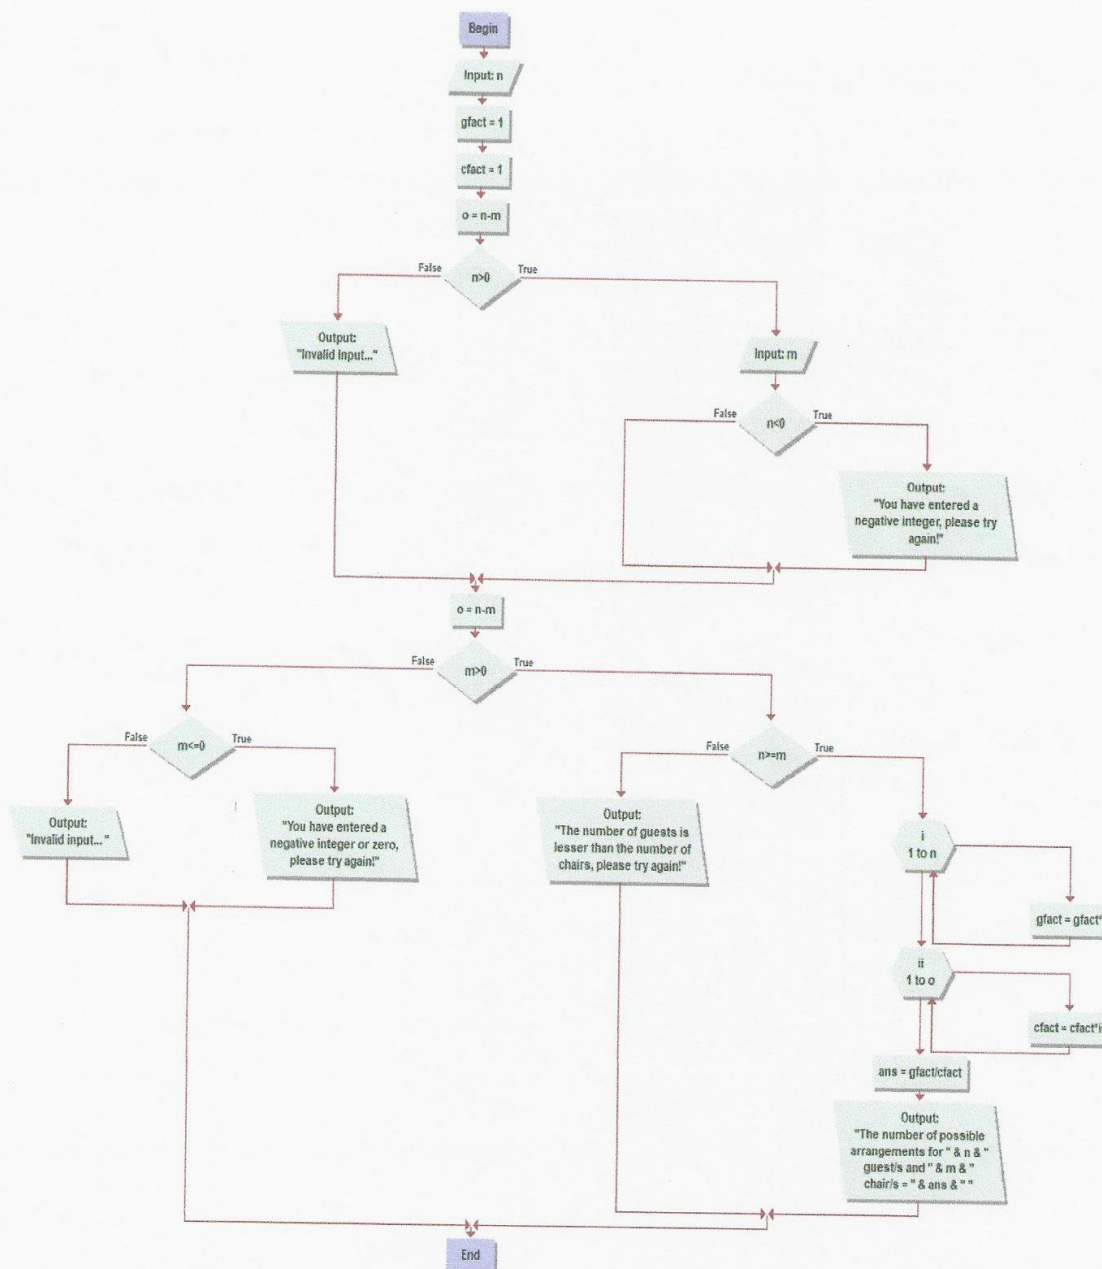 Begin
Input: n
gfact = 1
cfact = 1
o = n-m
False
True
n>0
Output:
"Invalid Input..."
Input: m
False
True
n<0
Output:
"You have entered a
negative integer, please try
again!"
o = n-m
False
True
m>0
False
True
m<=0
False
True
n>=m
Output:
"Invalid input..."
Output:
"You have entered a
negative integer or zero,
please try again!"
Output:
"The number of guests is
lesser than the number of
chairs, please try again!"
i
1 to n
gfact = gfact*
ii
1 to o
cfact = cfact*i
ans = gfact/cfact
Output:
"The number of possible
arrangements for " & n & "
guest/s and " & m & "
chair/s = " & ans & " "
End